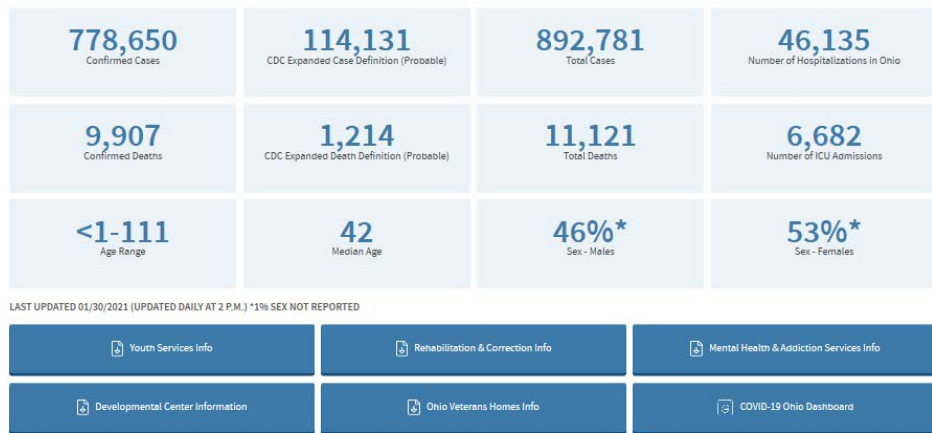 778,650
Confirmed Cases
114,131
CDC Expanded Case Definition (Probable)
892,781
Total Cases
46,135
Number of Hospitalizations in Ohio
9,907
Confirmed Deaths
1,214
CDC Expanded Death Definition (Probable)
11,121
Total Deaths
6,682
Number of ICU Admissions
<1-111
Age Range
42
Median Age
46%*
Sex - Males
53%*
Sex - Females
LAST UPDATED 01/30/2021 (UPDATED DAILY AT 2 P.M.) *1% SEX NOT REPORTED
Youth Services Info
Rehabilitation & Correction Info
Mental Health & Addiction Services Info
Developmental Center Information
Ohio Veterans Homes Info
COVID-19 Ohio Dashboard